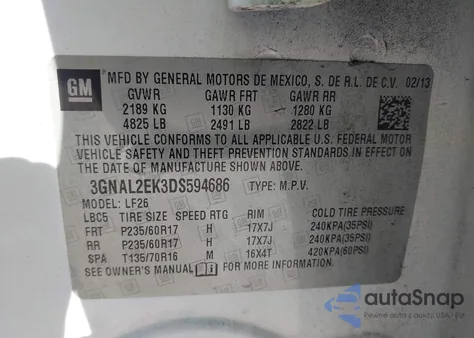 GM
MFD BY GENERAL MOTORS DE MEXICO, S. DE R.L. DE C.V. 02/13
GVWR GAWR FRT GAWR RR
2189 KG 1130 KG 1280 KG
4825 LB 2491 LB 2822 LB
THIS VEHICLE CONFORMS TO ALL APPLICABLE U.S. FEDERAL MOTOR
VEHICLE SAFETY AND THEFT PREVENTION STANDARDS IN EFFECT ON
THE DATE OF MANUFACTURE SHOWN ABOVE.
3GNAL2EK3DS594686 TYPE: M.P.V.
MODEL: LF26
LBC5 TIRE SIZE SPEED RTG RIM COLD TIRE PRESSURE
FRT P235/60R17 H 17X7J 240KPA(35PSI)
RR P235/60R17 H 17X7J 240KPA(35PSI)
SPA T135/70R16 M 16X4T 420KPA(60PSI)
SEE OWNER'S MANUAL FOR MORE INFORMATION
autoSnap
Pewne auta z aukcji USA